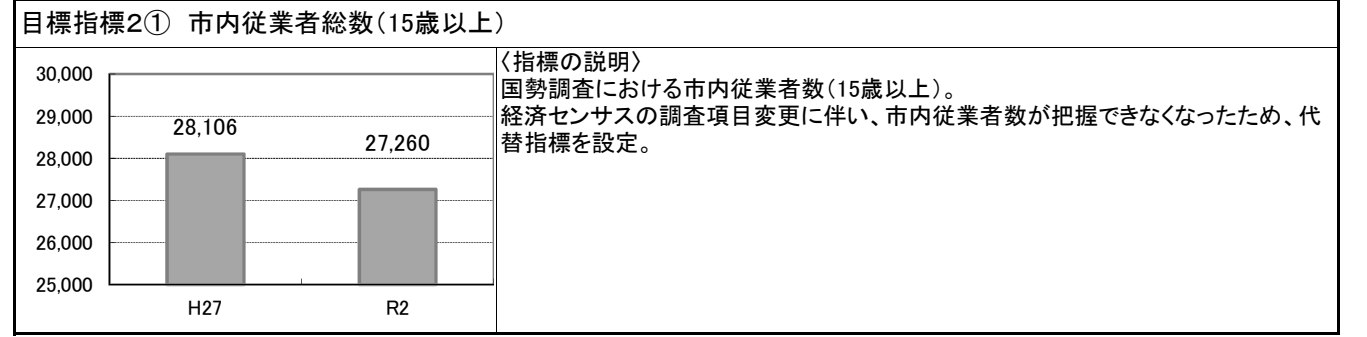 目標指標２① 市内従業者総数（15歳以上）
〈指標の説明〉
国勢調査における市内従業者数（15歳以上）。
経済センサスの調査項目変更に伴い、市内従業者数が把握できなくなったため、代
替指標を設定。
30,000
29,000
28,000
27,000
26,000
25,000
28,106
27,260
H27
R2